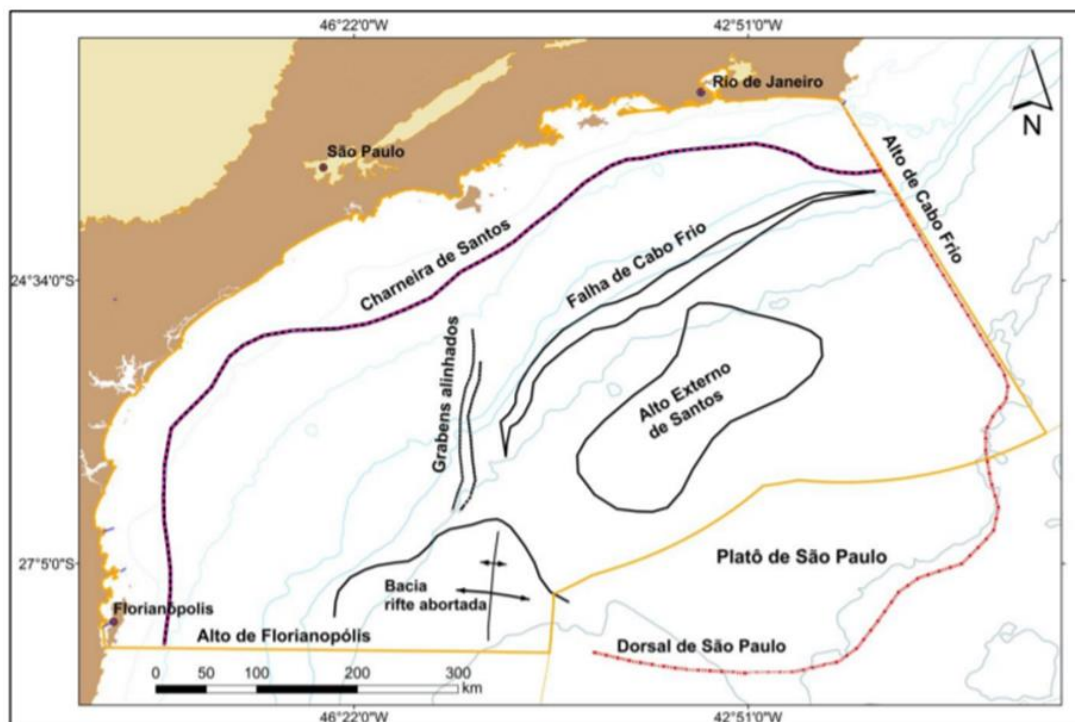 46°22'0"W
42°51'0"W
Rio de Janeiro
N
São Paulo
Alto de Cabo Frio
Charneira de Santos
Falha de Cabo Frio
24°34'0"S
Grabens alinhados
Alto Externo
de Santos
27°5'0"S
Platô de São Paulo
Bacia
rifte abortada
Florianópolis
Alto de Florianopólis
Dorsal de São Paulo
0 50 100 200 300
km
46°22'0"W
42°51'0"W